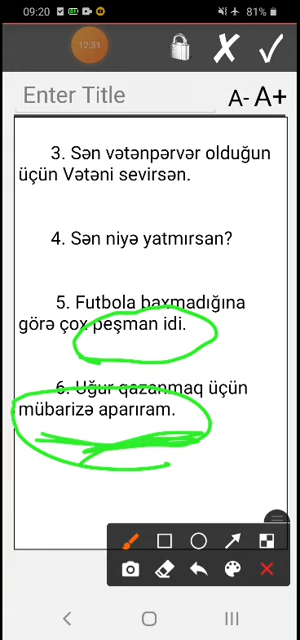 09:20
81%
12:31
Enter Title
A- A+
3. Sən vətənpərvər olduğun
üçün Vətəni sevirsən.
4. Sən niyə yatmırsan?
5. Futbola baxmadığına
görə çox peşman idi.
6. Uğur qazanmaq üçün
mübarizə aparıram.